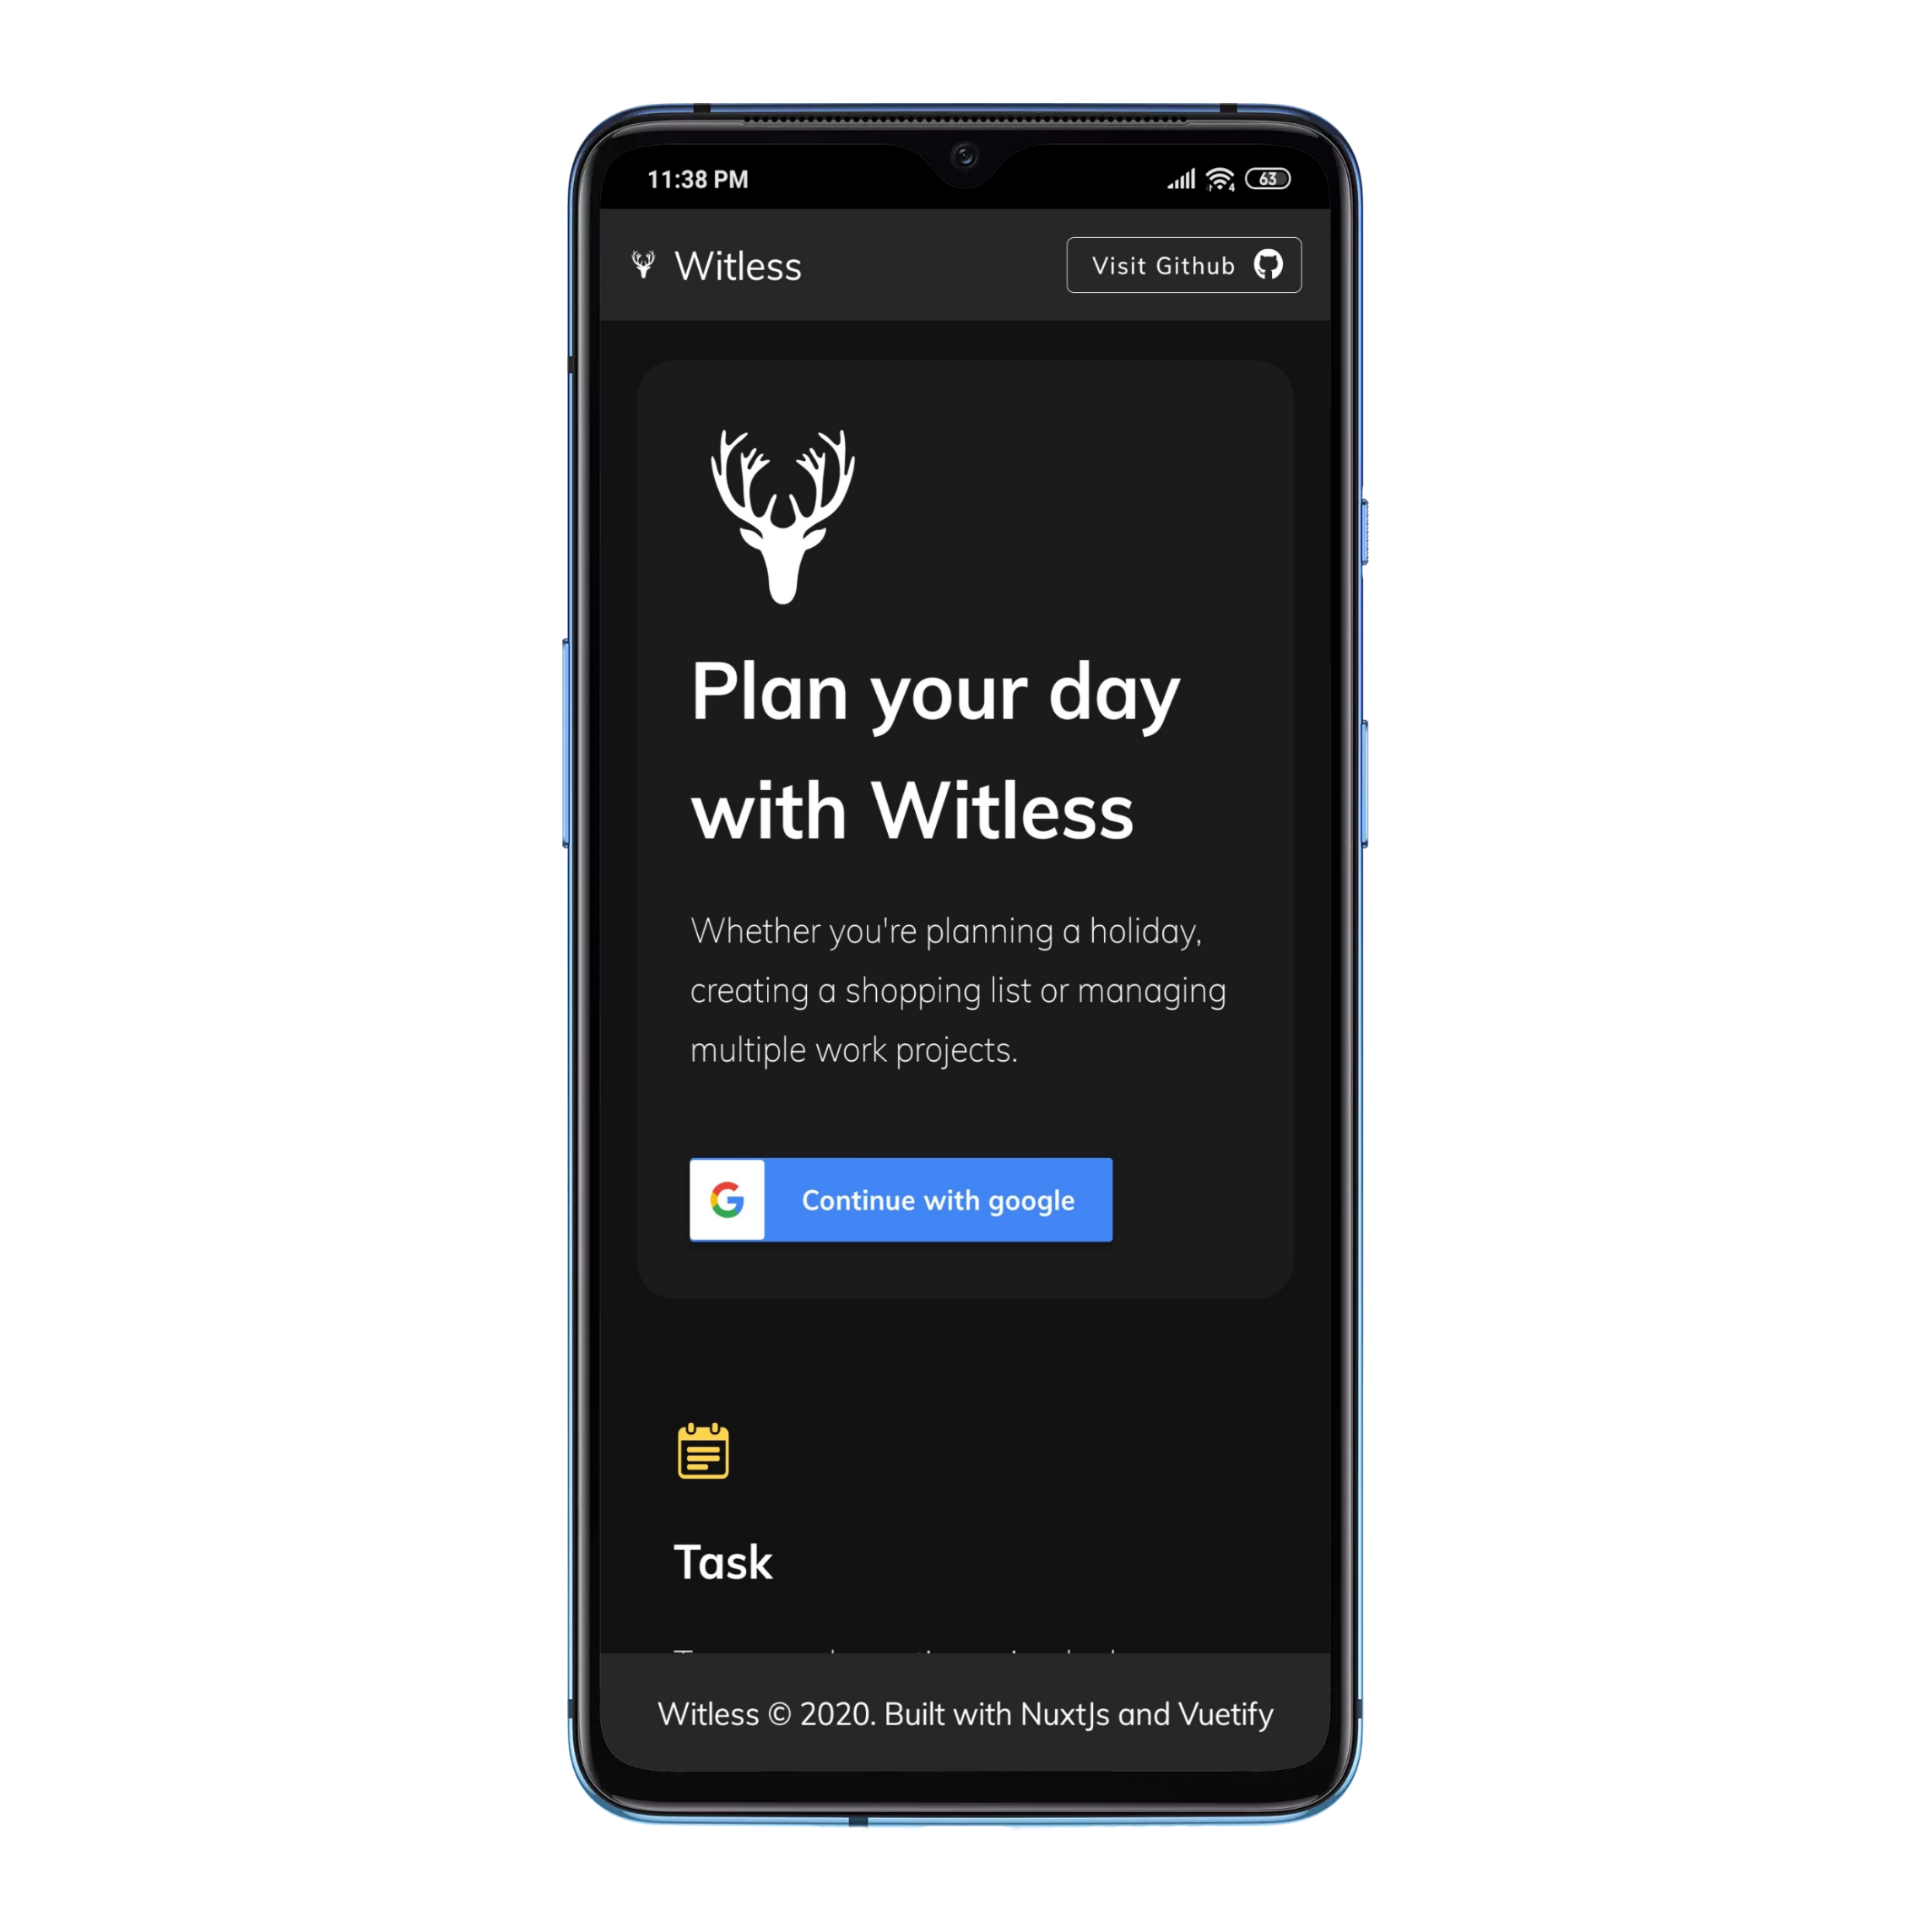 11:38 PM
4
63
Witless
Visit Github
Plan your day
with Witless
Whether you're planning a holiday,
creating a shopping list or managing
multiple work projects.
Continue with google
Task
Witless © 2020. Built with NuxtJs and Vuetify